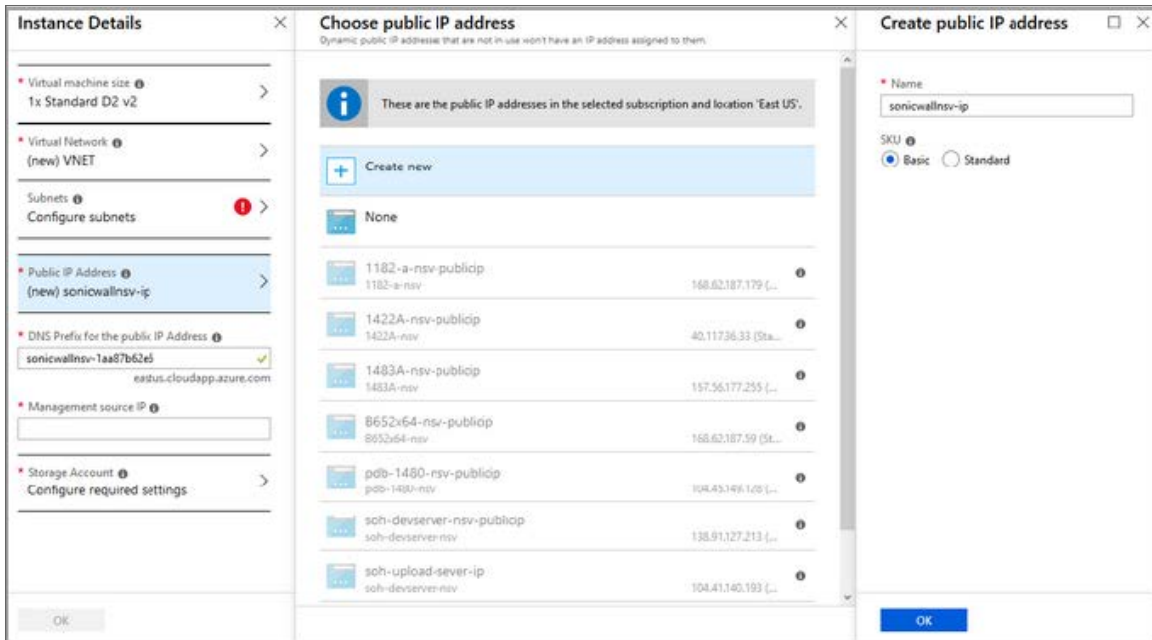 Instance Details
* Virtual machine size
1x Standard D2 v2
* Virtual Network
(new) VNET
Subnets
Configure subnets
* Public IP Address
(new) sonicwallnsv-ip
* DNS Prefix for the public IP Address
sonicwallnsv-1aa87b62e5
eastus.cloudapp.azure.com
* Management source IP
* Storage Account
Configure required settings
OK
Choose public IP address
Dynamic public IP addresses that are not in use won't have an IP address assigned to them.
These are the public IP addresses in the selected subscription and location 'East US'.
Create new
None
1182-a-nsv-publicip
1182-a-nsv
168.62.187.179 (...
1422A-nsv-publicip
1422A-nsv
40.117.36.33 (Sta...
1483A-nsv-publicip
1483A-nsv
157.56.177.255 (...
8652x64-nsv-publicip
8652x64-nsv
168.62.187.59 (St...
pdb-1480-nsv-publicip
pdb-1480-nsv
104.45.149.128 (...
soh-devserver-nsv-publicip
soh-devserver-nsv
138.91.127.213 (...
soh-upload-sever-ip
soh-devserver-nsv
104.41.140.193 (...
Create public IP address
* Name
sonicwallnsv-ip
SKU
Basic Standard
OK